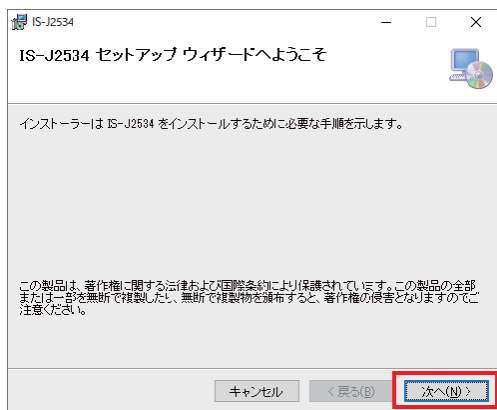 IS-J2534
IS-J2534 セットアップ ウィザードへようこそ
インストーラーは IS-J2534 をインストールするために必要な手順を示します。
この製品は、著作権に関する法律および国際条約により保護されています。この製品の全部
または一部を無断で複製したり、無断で複製物を頒布すると、著作権の侵害となりますのでご
注意ください。
キャンセル < 戻る(B) 次へ(N) >